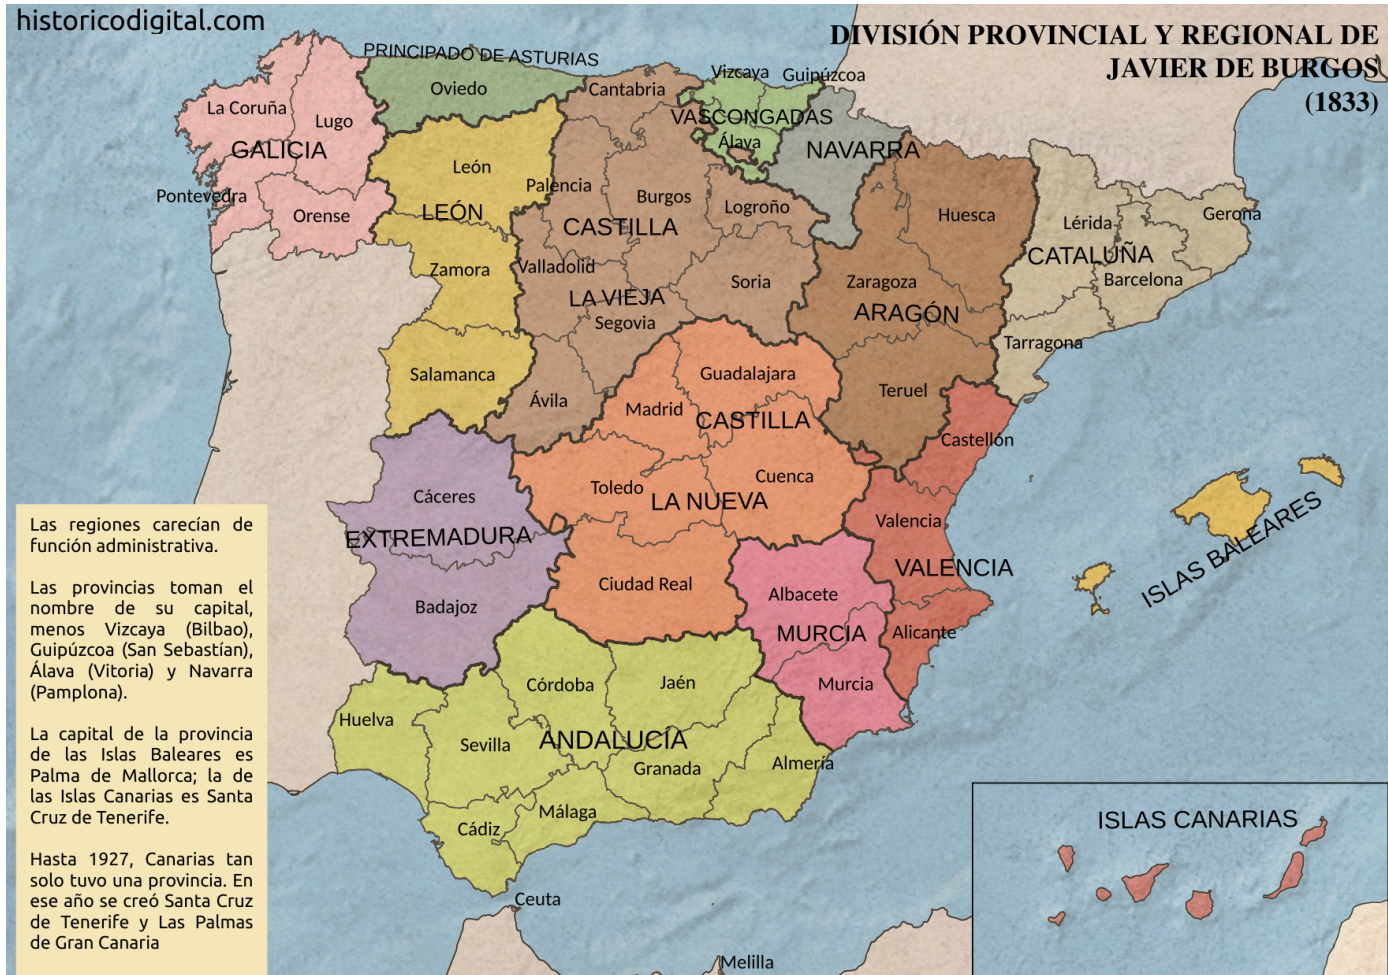 historicodigital.com
DIVISIÓN PROVINCIAL Y REGIONAL DE
JAVIER DE BURGOS
(1833)
PRINCIPADO DE ASTURIAS
Oviedo
Cantabria
Vizcaya
Guipúzcoa
La Coruña
Lugo
VASCONGADAS
Álava
GALICIA
NAVARRA
León
Palencia
Burgos
Pontevedra
Orense
LEÓN
CASTILLA
Logroño
Huesca
Lérida
Gerona
CATALUÑA
Zamora
Valladolid
Soria
Zaragoza
Barcelona
LA VIEJA
Segovia
ARAGÓN
Tarragona
Salamanca
Ávila
Guadalajara
Teruel
Madrid
CASTILLA
Castellón
Cáceres
Toledo
LA NUEVA
Cuenca
Valencia
EXTREMADURA
VALENCIA
ISLAS BALEARES
Badajoz
Ciudad Real
Albacete
MURCIA
Alicante
Córdoba
Jaén
Murcia
Huelva
Sevilla
ANDALUCÍA
Granada
Almería
Cádiz
Málaga
Ceuta
Melilla
ISLAS CANARIAS
Las regiones carecían de
función administrativa.
Las provincias toman el
nombre de su capital,
menos Vizcaya (Bilbao),
Guipúzcoa (San Sebastían),
Álava (Vitoria) y Navarra
(Pamplona).
La capital de la provincia
de las Islas Baleares es
Palma de Mallorca; la de
las Islas Canarias es Santa
Cruz de Tenerife.
Hasta 1927, Canarias tan
solo tuvo una provincia. En
ese año se creó Santa Cruz
de Tenerife y Las Palmas
de Gran Canaria